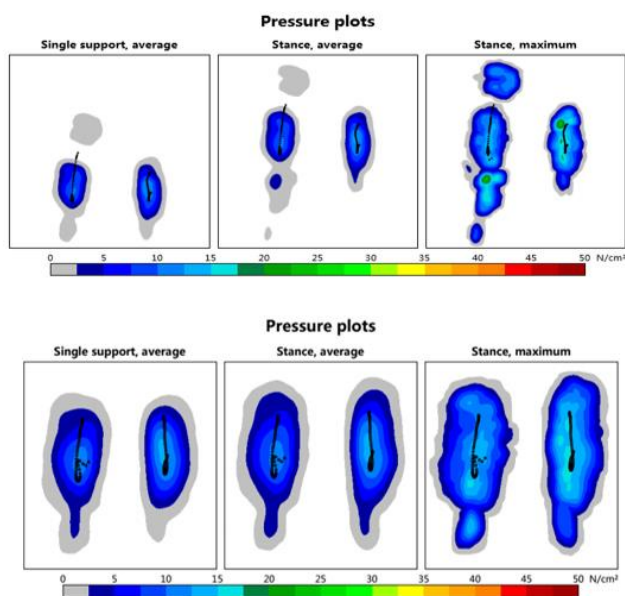 Pressure plots
Single support, average Stance, average Stance, maximum
0 5 10 15 20 25 30 35 40 45 50 N/cm²
Pressure plots
Single support, average Stance, average Stance, maximum
0 5 10 15 20 25 30 35 40 45 50 N/cm²